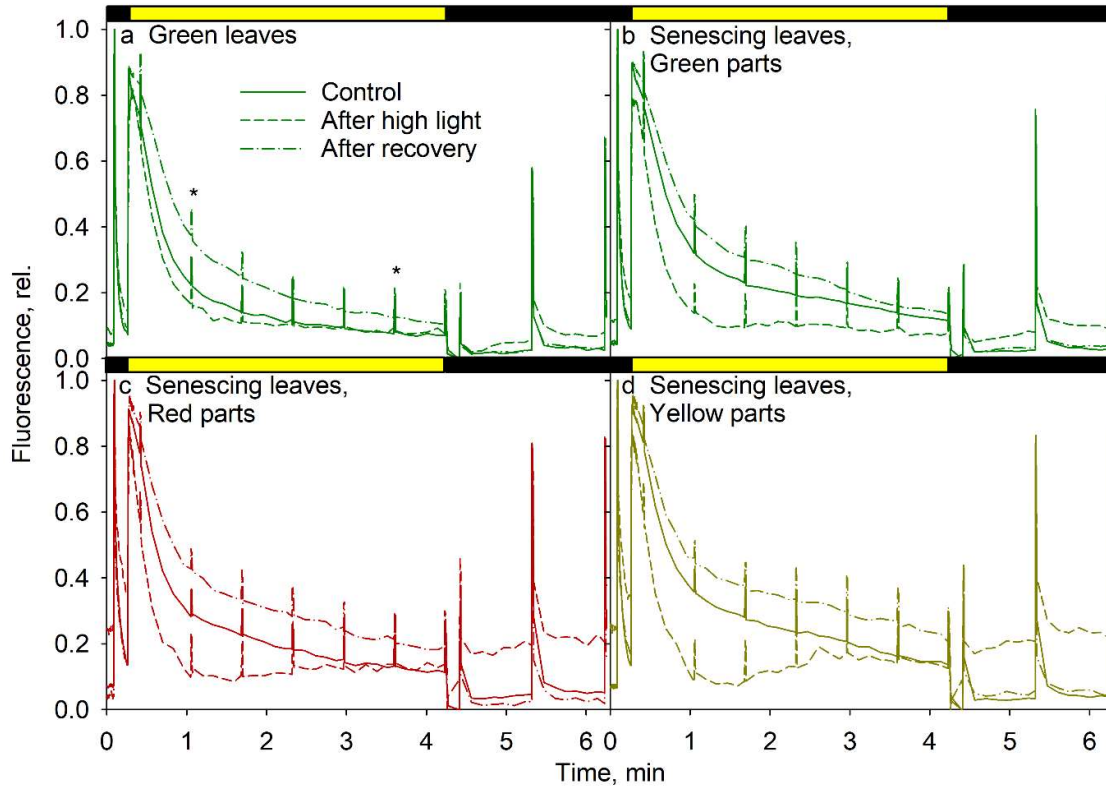 a Green leaves
b Senescing leaves,
Green parts
Control
After high light
After recovery
*
*
1.0
0.8
0.6
0.4
0.2
0.0
c Senescing leaves,
Red parts
d Senescing leaves,
Yellow parts
1.0
0.8
0.6
0.4
0.2
0.0
Fluorescence, rel.
0 1 2 3 4 5 6 0 1 2 3 4 5 6
Time, min